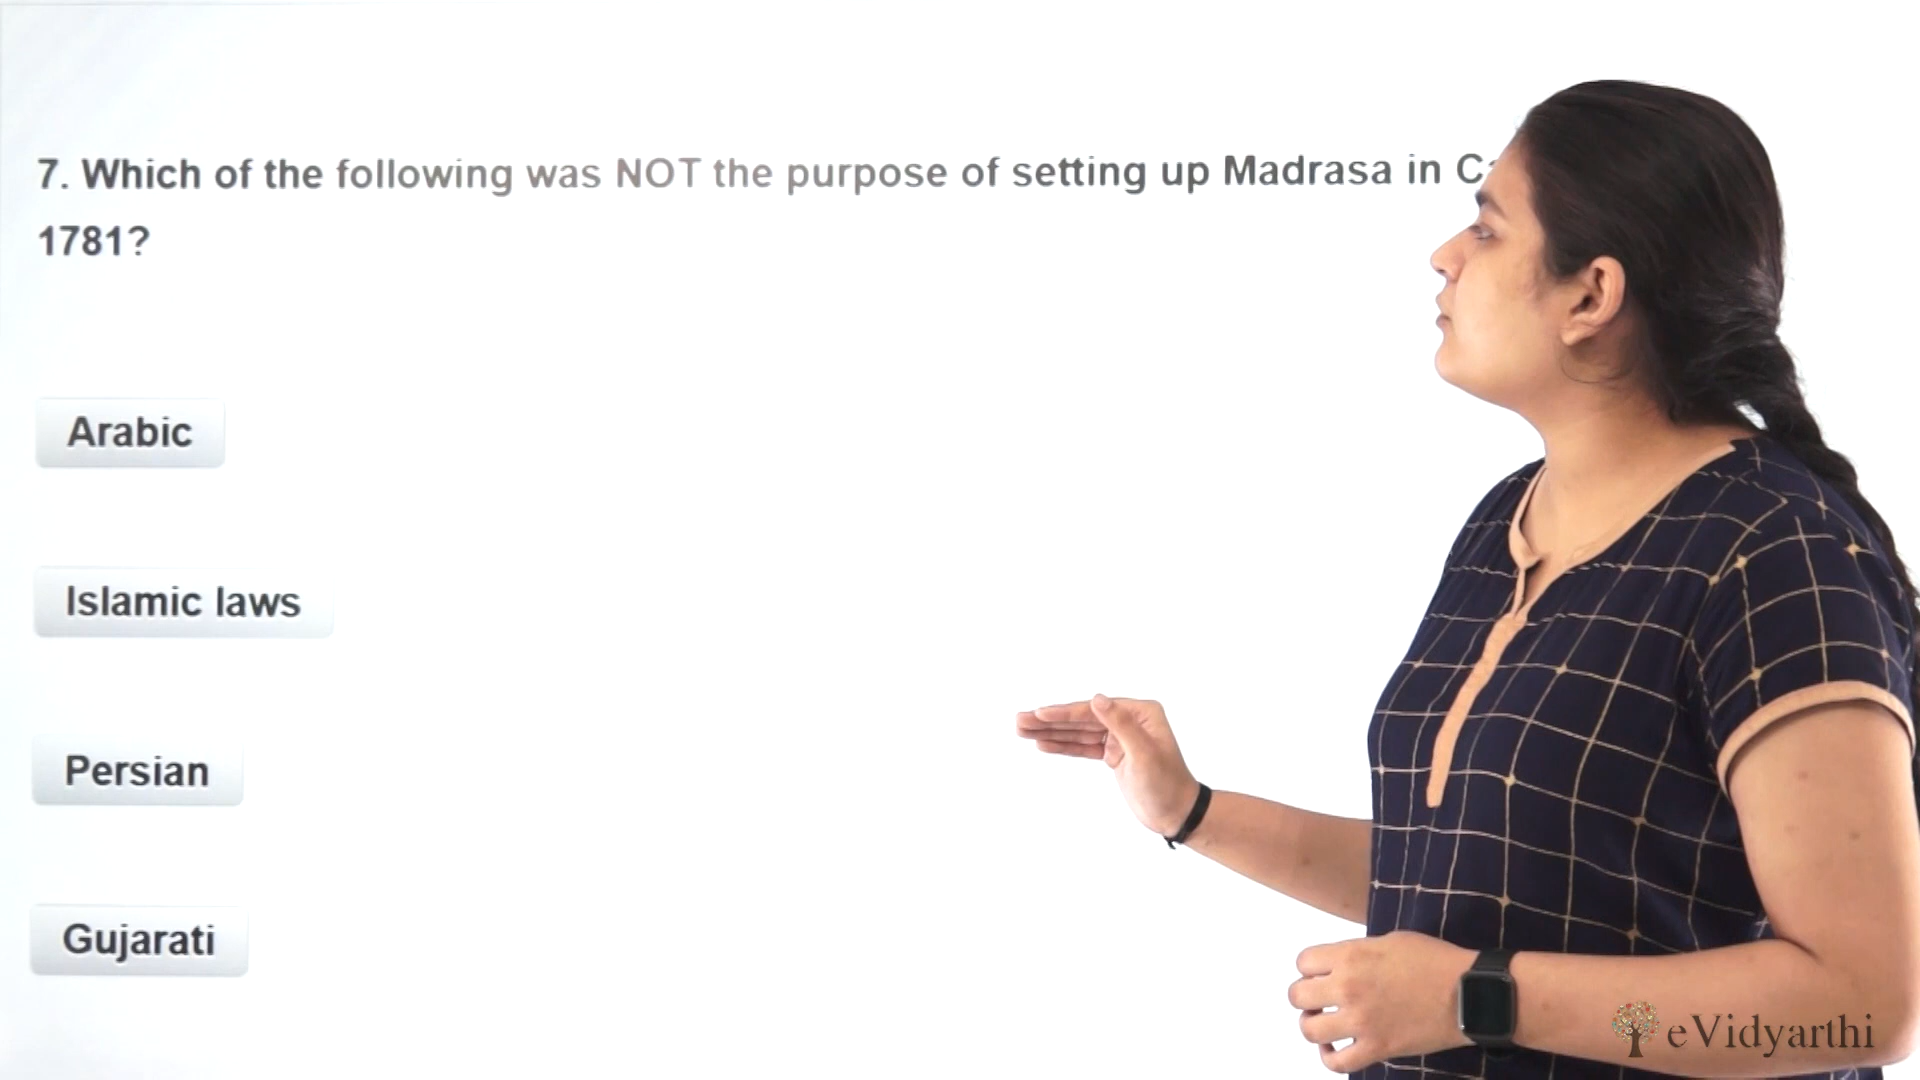 7. Which of the following was NOT the purpose of setting up Madrasa in
1781?
Arabic
Islamic laws
Persian
Gujarati
eVidyarthi